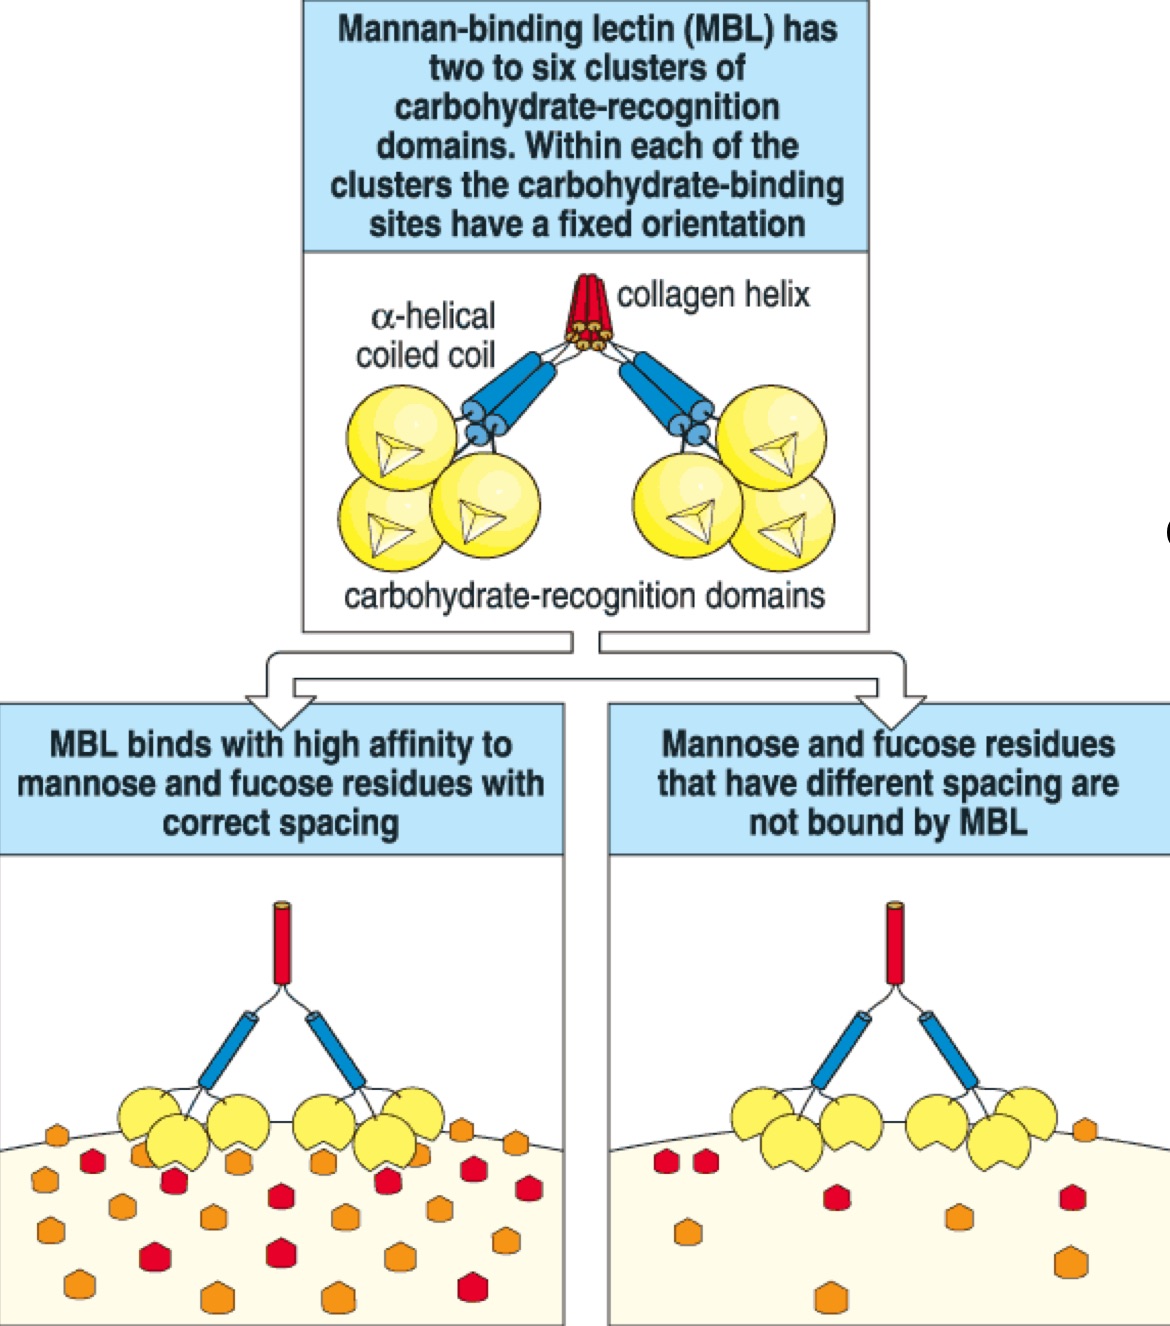 Mannan-binding lectin (MBL) has
two to six clusters of
carbohydrate-recognition
domains. Within each of the
clusters the carbohydrate-binding
sites have a fixed orientation
collagen helix
α-helical
coiled coil
carbohydrate-recognition domains
MBL binds with high affinity to
mannose and fucose residues with
correct spacing
Mannose and fucose residues
that have different spacing are
not bound by MBL